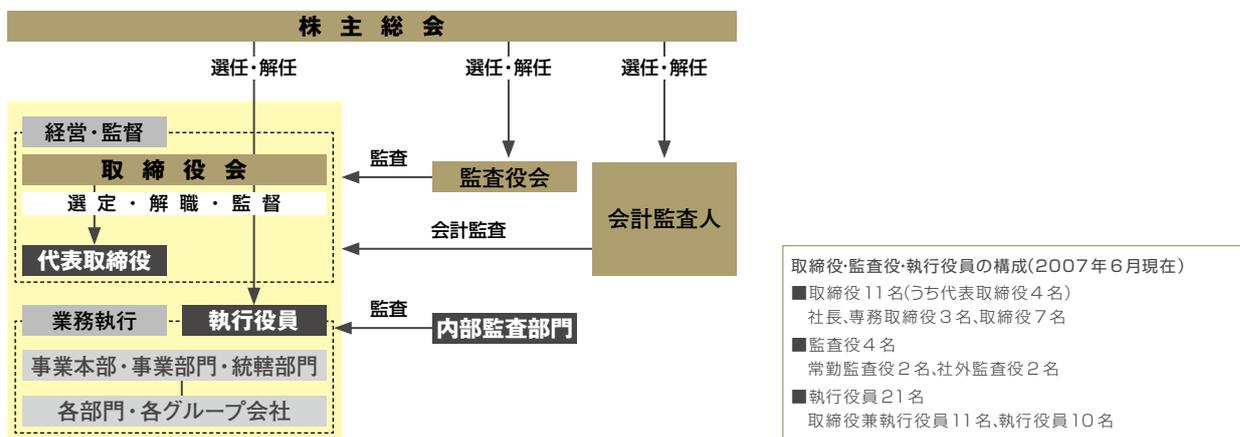 株主総会
選任・解任
選任・解任
選任・解任
経営・監督
取締役会
選定・解職・監督
代表取締役
監査
監査役会
会計監査
会計監査人
業務執行
執行役員
監査
内部監査部門
事業本部・事業部門・統轄部門
各部門・各グループ会社
取締役・監査役・執行役員の構成(2007年6月現在)
■取締役11名(うち代表取締役4名)
社長、専務取締役3名、取締役7名
■監査役4名
常勤監査役2名、社外監査役2名
■執行役員21名
取締役兼執行役員11名、執行役員10名